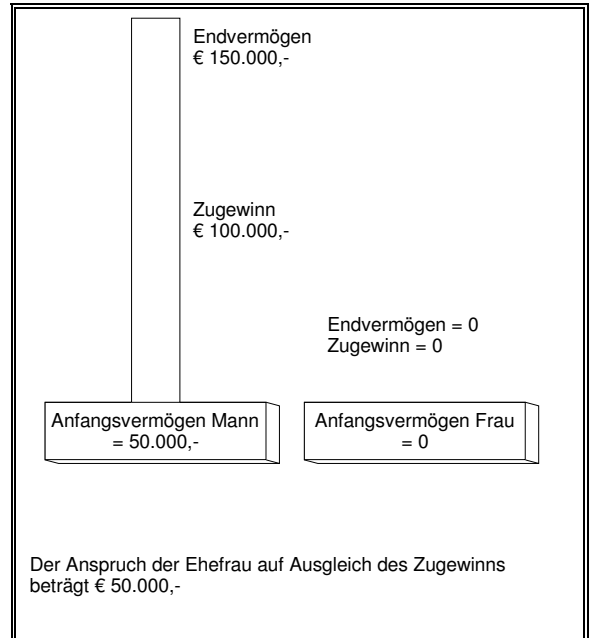 Endvermögen
€ 150.000,-
Zugewinn
€ 100.000,-
Endvermögen = 0
Zugewinn = 0
Anfangsvermögen Mann
= 50.000,-
Anfangsvermögen Frau
= 0
Der Anspruch der Ehefrau auf Ausgleich des Zugewinns
beträgt € 50.000,-